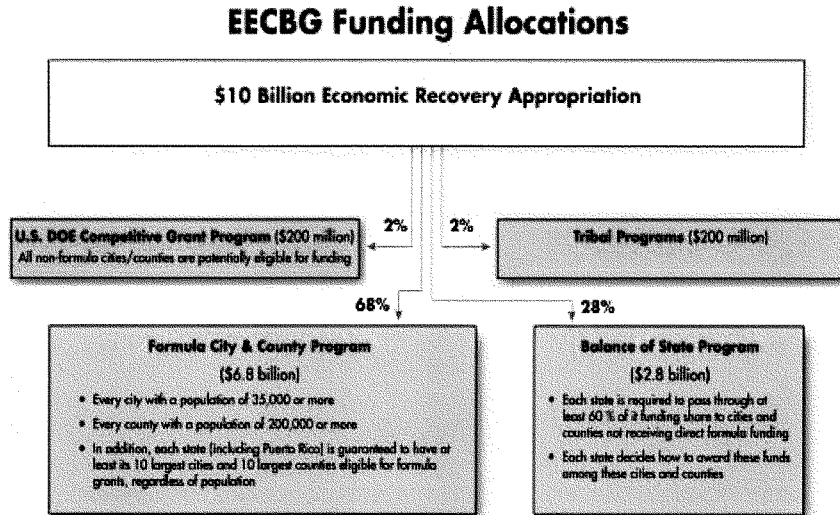 EECBG Funding Allocations
$10 Billion Economic Recovery Appropriation
2%
2%
U.S. DOE Competitive Grant Program ($200 million)
All non-formula cities/counties are potentially eligible for funding
Tribal Programs ($200 million)
68%
28%
Formula City & County Program
($6.8 billion)
• Every city with a population of 35,000 or more
• Every county with a population of 200,000 or more
• In addition, each state (including Puerto Rico) is guaranteed to have at
least its 10 largest cities and 10 largest counties eligible for formula
grants, regardless of population
Balance of State Program
($2.8 billion)
• Each state is required to pass through at
least 60 % of it funding share to cities and
counties not receiving direct formula funding
• Each state decides how to award these funds
among these cities and counties